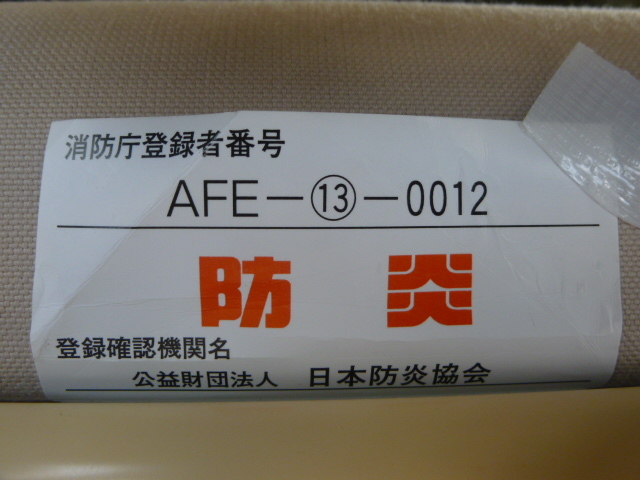 消防庁登録者番号
AFE－⑬－0012
防炎
登録確認機関名
公益財団法人 日本防炎協会